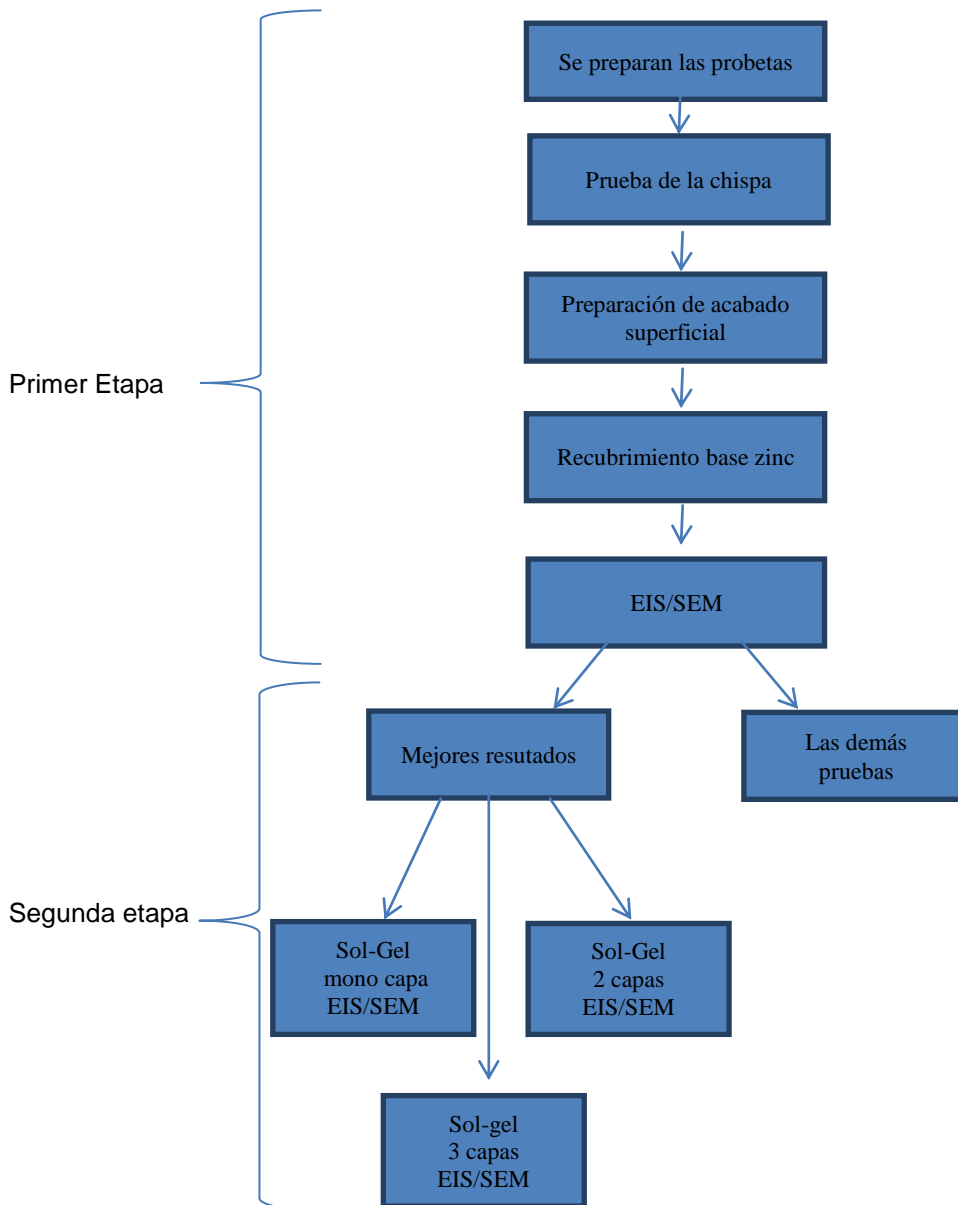 Se preparan las probetas
Prueba de la chispa
Preparación de acabado
superficial
Primer Etapa
Recubrimiento base zinc
EIS/SEM
Mejores resutados
Las demás
pruebas
Segunda etapa
Sol-Gel
mono capa
EIS/SEM
Sol-Gel
2 capas
EIS/SEM
Sol-gel
3 capas
EIS/SEM